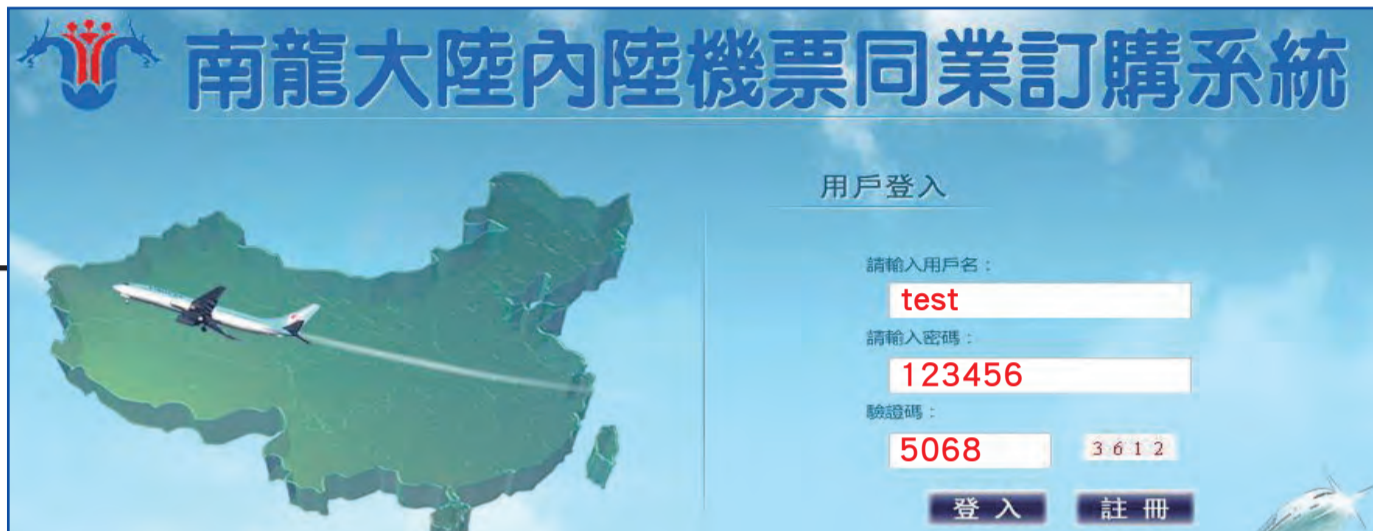 南龍大陸內陸機票同業訂購系統
用戶登入
請輸入用戶名：
test
請輸入密碼：
123456
驗證碼：
5068 3612
登入 註冊